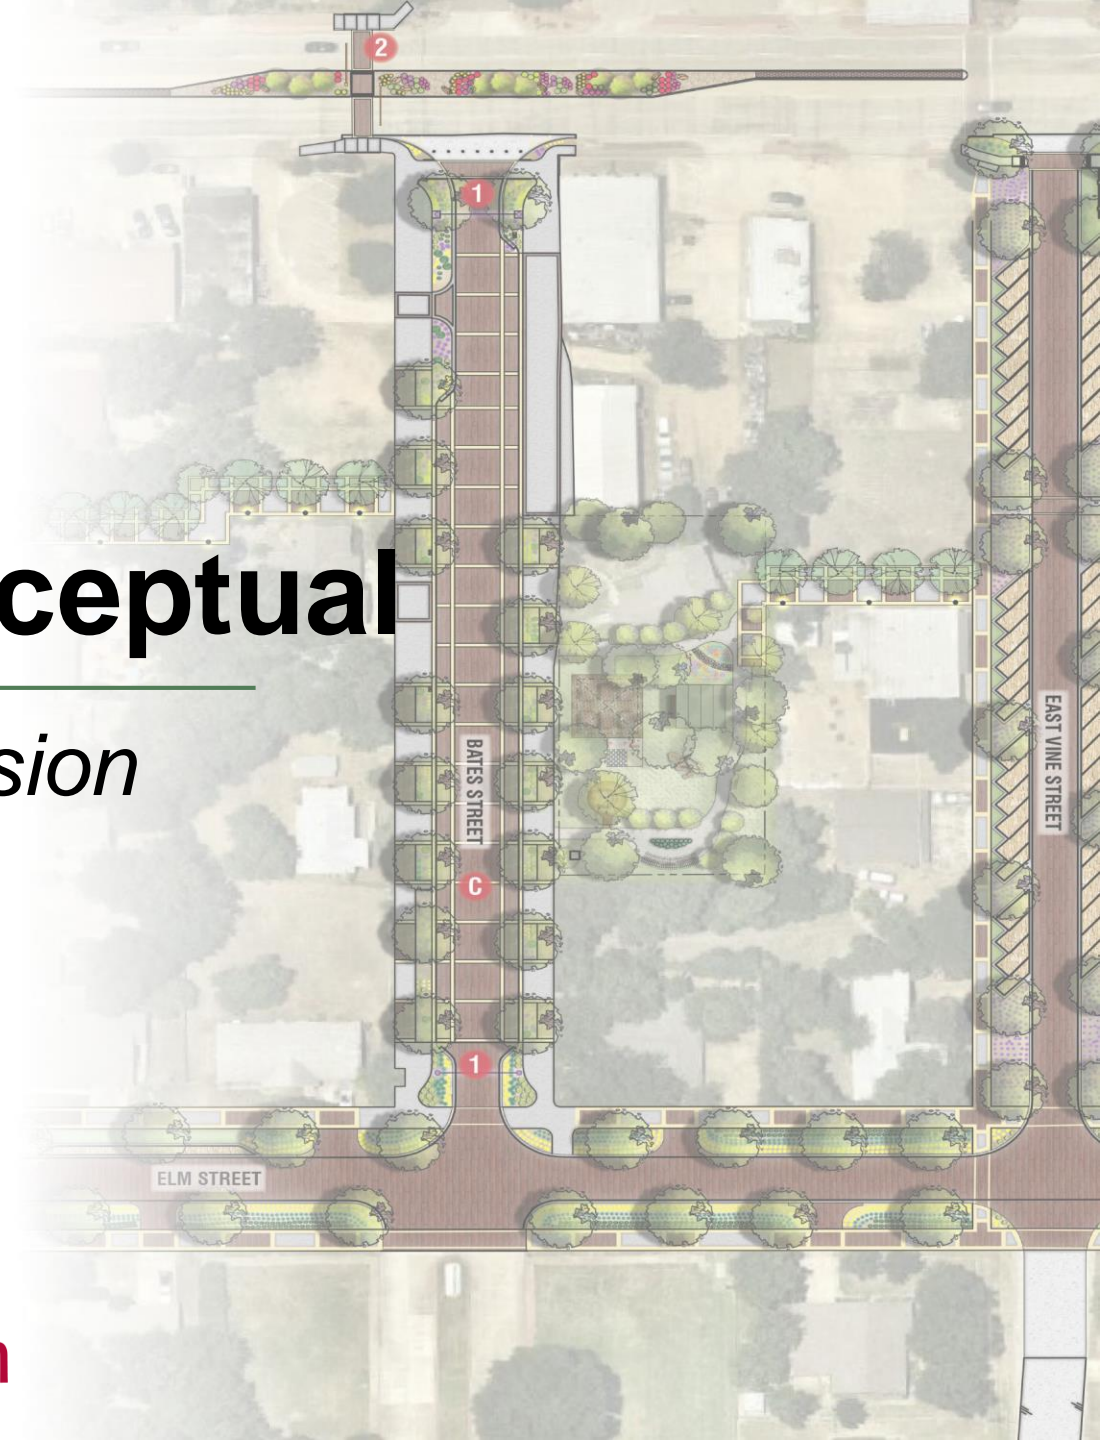 2
1
ceptual
sion
BATES STREET
EAST VINE STREET
C
1
ELM STREET
n